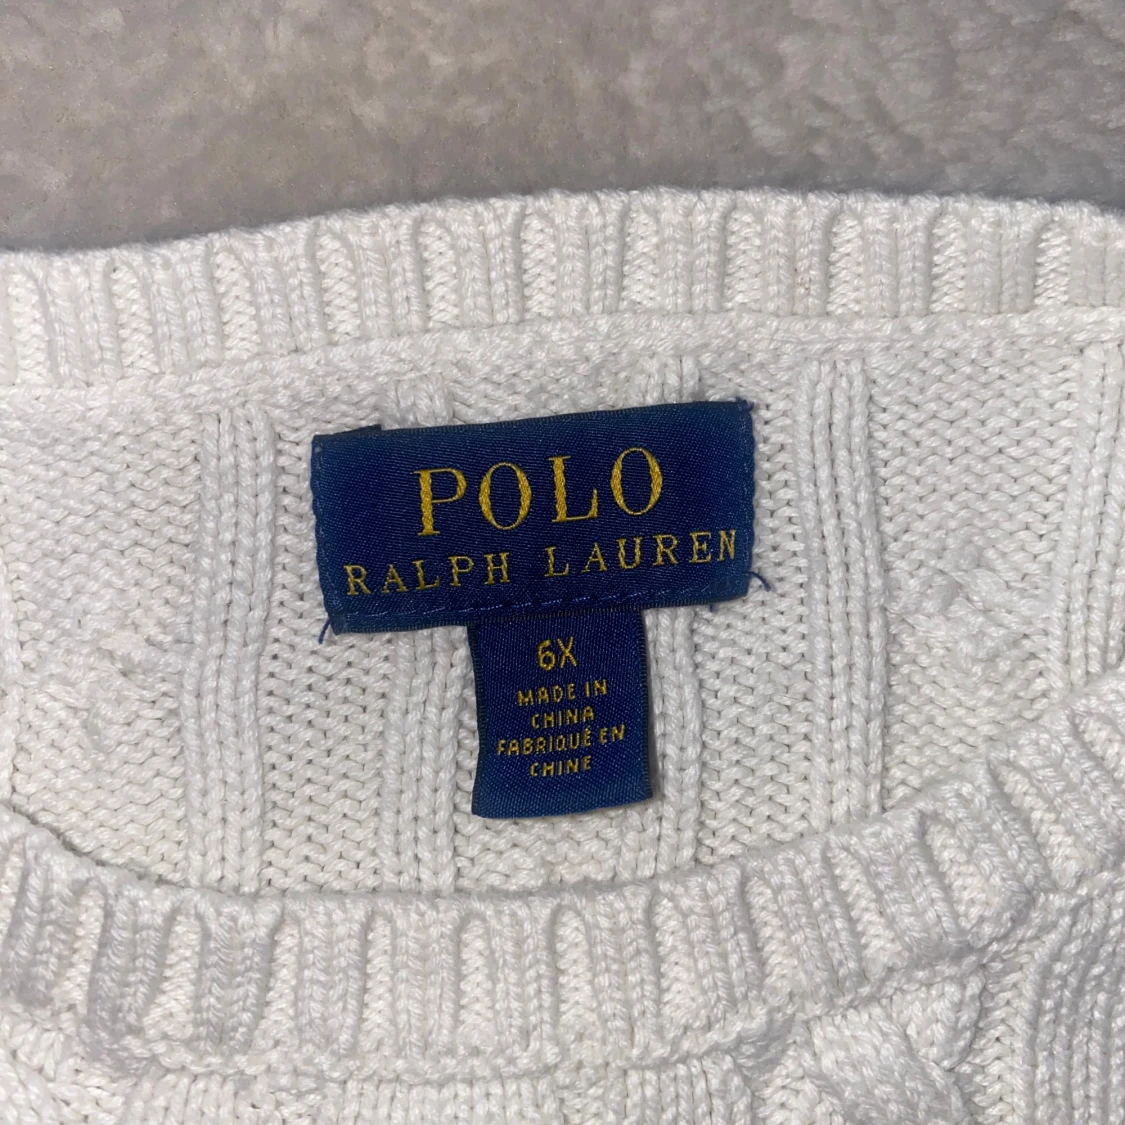 POLO
RALPH LAUREN
6X
MADE IN
CHINA
FABRIQUÉ EN
CHINE